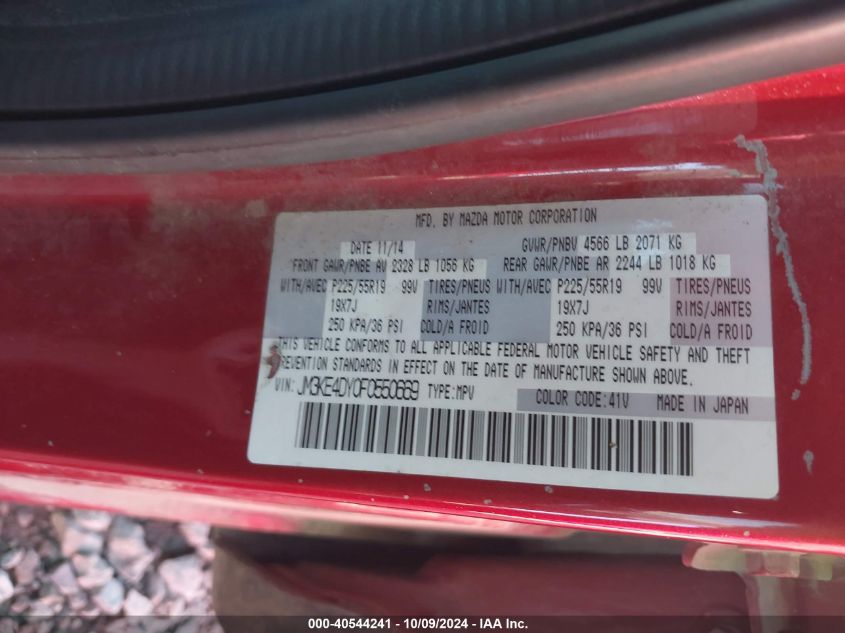 MFD. BY MAZDA MOTOR CORPORATION
DATE 11/14 GVWR/PNBV 4566 LB 2071 KG
FRONT GAWR/PNBE AV 2328 LB 1056 KG REAR GAWR/PNBE AR 2244 LB 1018 KG
WITH/AVEC P225/55R19 99V TIRES/PNEUS WITH/AVEC P225/55R19 99V TIRES/PNEUS
19X7J RIMS/JANTES 19X7J RIMS/JANTES
250 KPA/36 PSI COLD/A FROID 250 KPA/36 PSI COLD/A FROID
THIS VEHICLE CONFORMS TO ALL APPLICABLE FEDERAL MOTOR VEHICLE SAFETY AND THEFT
PREVENTION STANDARDS IN EFFECT ON THE DATE OF MANUFACTURE SHOWN ABOVE.
VIN: JM3KE4DY0F0550669 TYPE:MPV COLOR CODE:41V MADE IN JAPAN
000-40544241 - 10/09/2024 - IAA Inc.